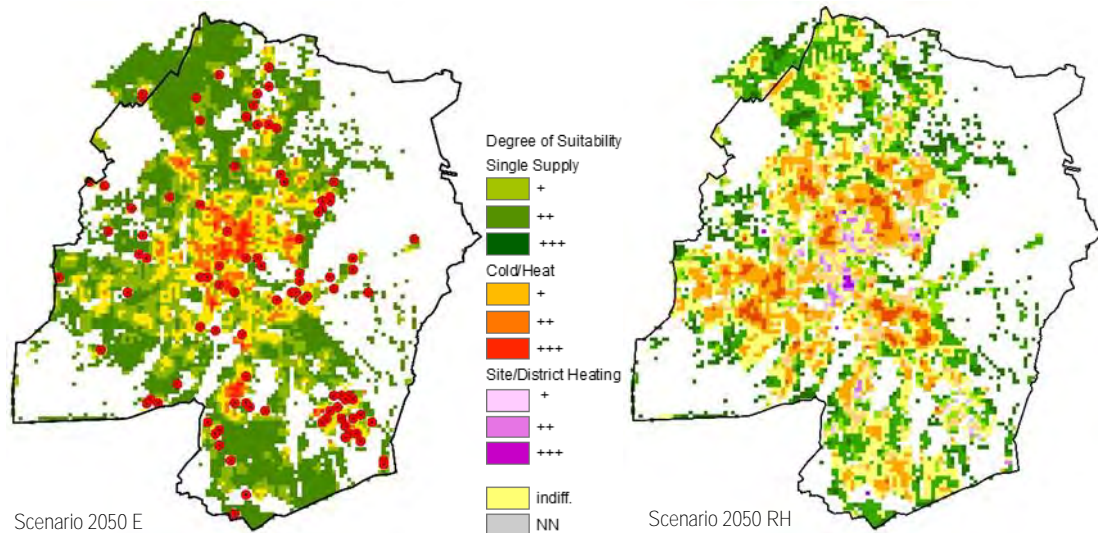 Degree of Suitability
Single Supply
+
++
+++
Cold/Heat
+
++
+++
Site/District Heating
+
++
+++
indiff.
NN
Scenario 2050 E
Scenario 2050 RH